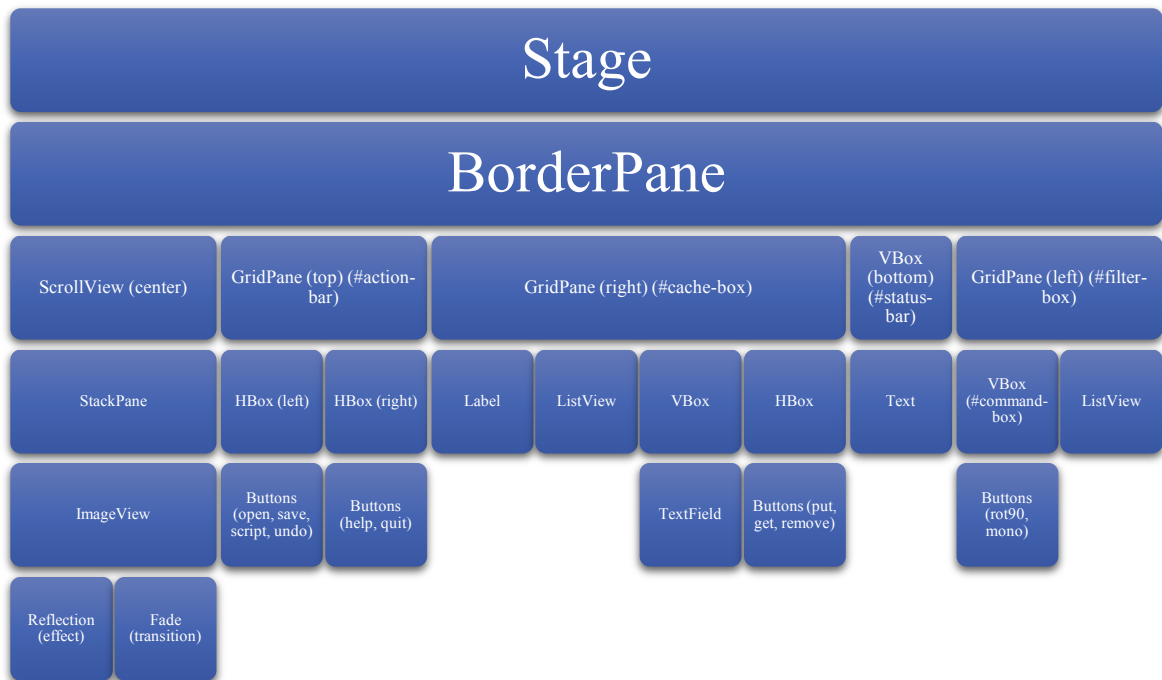 Stage
BorderPane
ScrollView (center)
GridPane (top) (#action-
bar)
GridPane (right) (#cache-box)
VBox
(bottom)
(#status-
bar)
GridPane (left) (#filter-
box)
StackPane
HBox (left)
HBox (right)
Label
ListView
VBox
HBox
Text
VBox
(#command-
box)
ListView
ImageView
Buttons
(open, save,
script, undo)
Buttons
(help, quit)
TextField
Buttons (put,
get, remove)
Buttons
(rot90,
mono)
Reflection
(effect)
Fade
(transition)